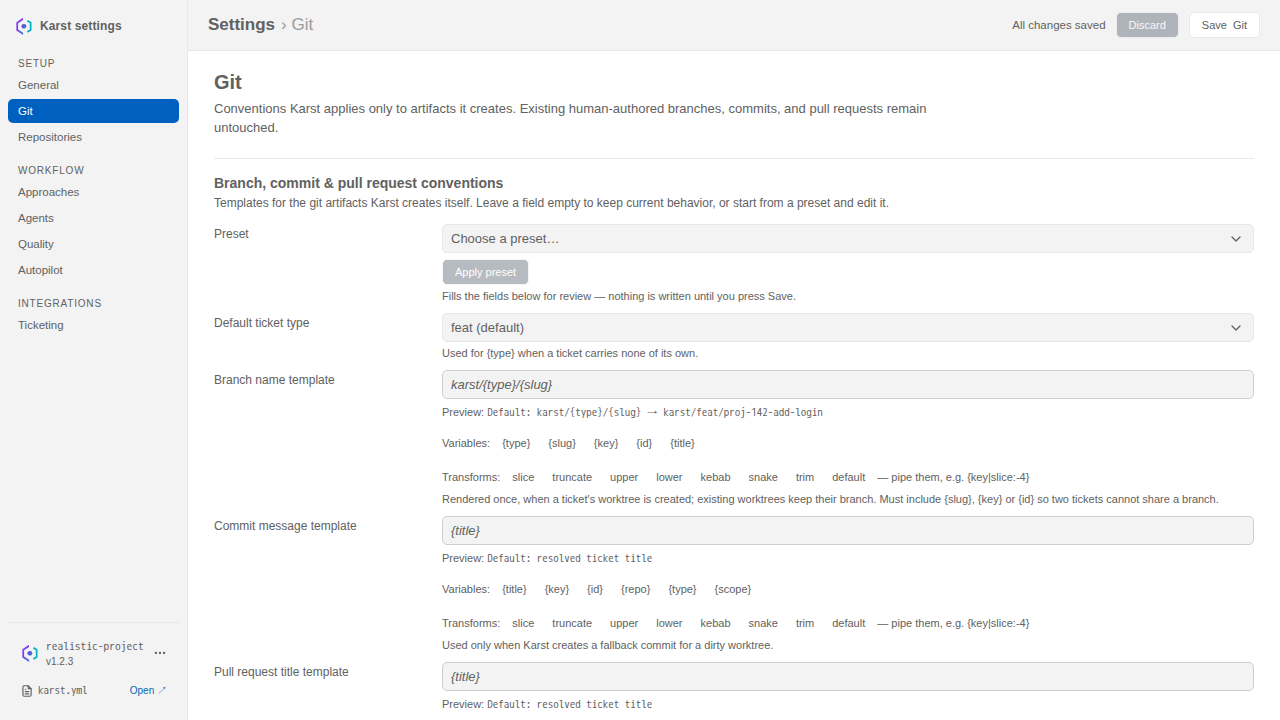 Karst settings
SETUP
General
Git
Repositories
WORKFLOW
Approaches
Agents
Quality
Autopilot
INTEGRATIONS
Ticketing
realistic-project
v1.2.3
karst.yml
Open ↗
Settings › Git
All changes saved
Discard
Save Git
Git
Conventions Karst applies only to artifacts it creates. Existing human-authored branches, commits, and pull requests remain
untouched.
Branch, commit & pull request conventions
Templates for the git artifacts Karst creates itself. Leave a field empty to keep current behavior, or start from a preset and edit it.
Preset
Choose a preset…
Apply preset
Fills the fields below for review — nothing is written until you press Save.
Default ticket type
feat (default)
Used for {type} when a ticket carries none of its own.
Branch name template
karst/{type}/{slug}
Preview: Default: karst/{type}/{slug} → karst/feat/proj-142-add-login
Variables: {type} {slug} {key} {id} {title}
Transforms: slice truncate upper lower kebab snake trim default — pipe them, e.g. {key|slice:-4}
Rendered once, when a ticket's worktree is created; existing worktrees keep their branch. Must include {slug}, {key} or {id} so two tickets cannot share a branch.
Commit message template
{title}
Preview: Default: resolved ticket title
Variables: {title} {key} {id} {repo} {type} {scope}
Transforms: slice truncate upper lower kebab snake trim default — pipe them, e.g. {key|slice:-4}
Used only when Karst creates a fallback commit for a dirty worktree.
Pull request title template
{title}
Preview: Default: resolved ticket title